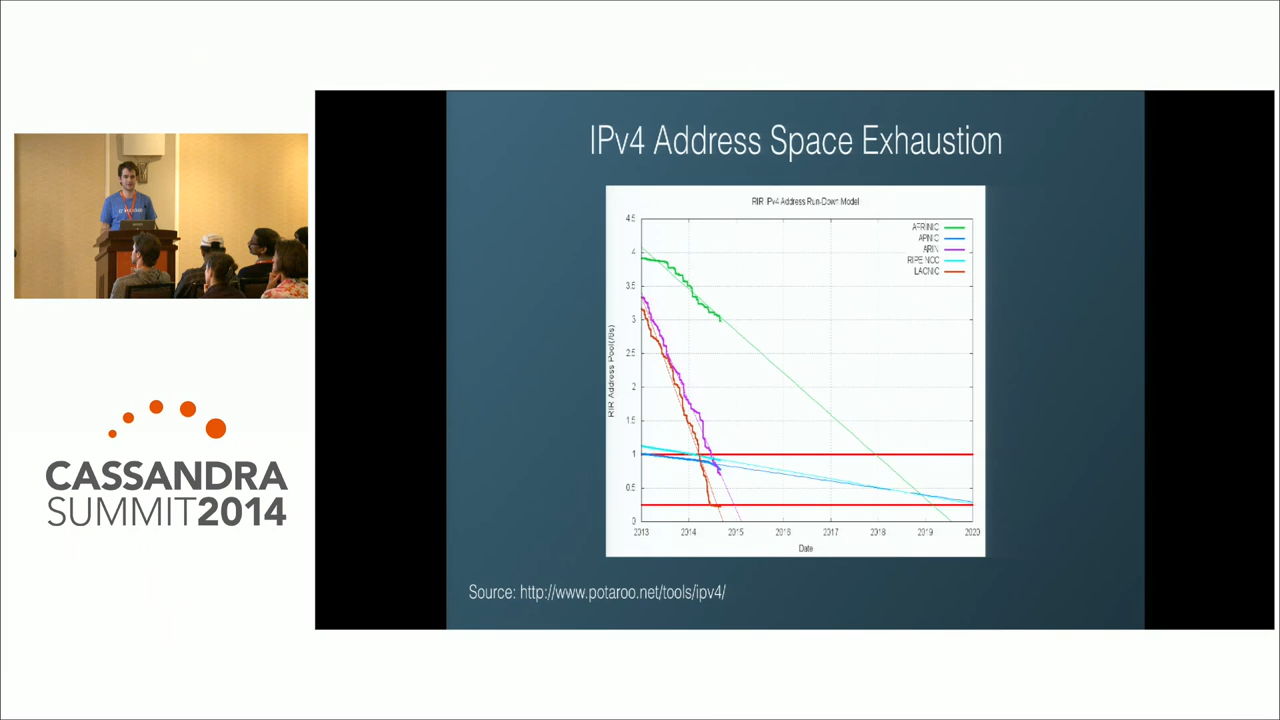 IPv4 Address Space Exhaustion
RIR IPv4 Address Run-Down Model
4.5
4
3.5
3
2.5
2
1.5
1
0.5
0
RIR Address Pool(/8s)
AFRINIC
APNIC
ARIN
RIPE NCC
LACNIC
2013 2014 2015 2016 2017 2018 2019 2020
Date
Source: http://www.potaroo.net/tools/ipv4/
CASSANDRA
SUMMIT2014